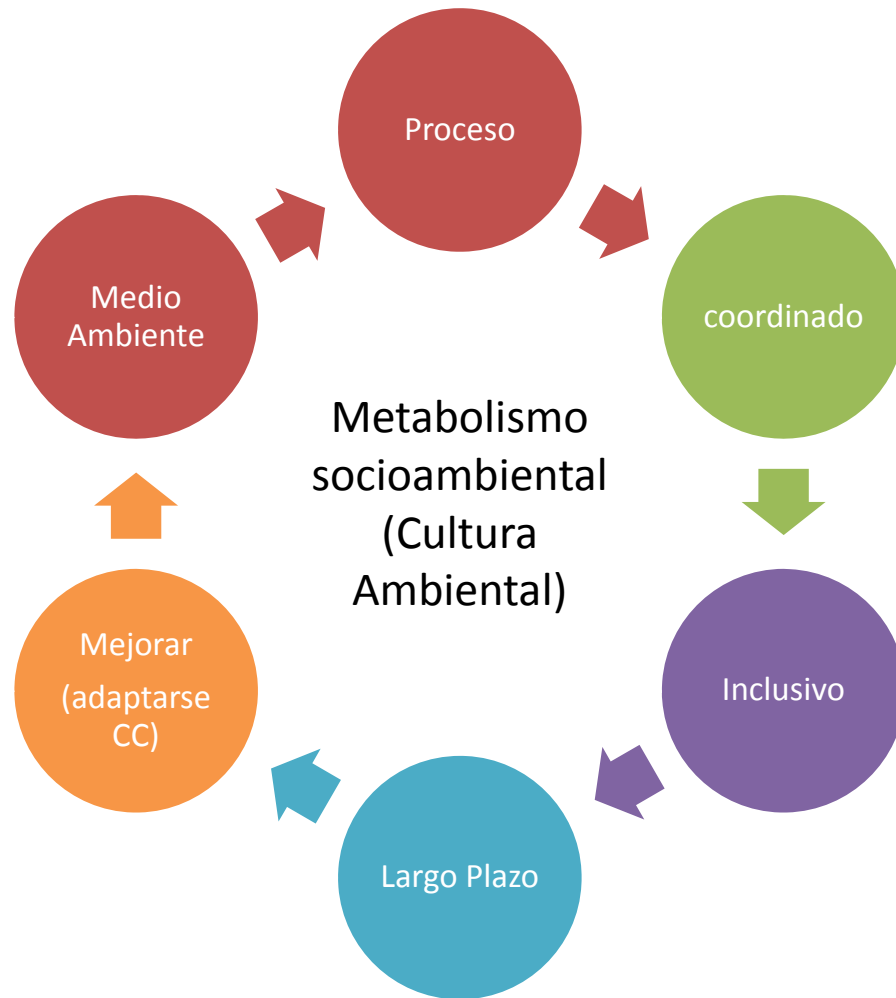 Proceso
Medio
Ambiente
coordinado
Metabolismo
socioambiental
(Cultura
Ambiental)
Mejorar
(adaptarse
CC)
Inclusivo
Largo Plazo